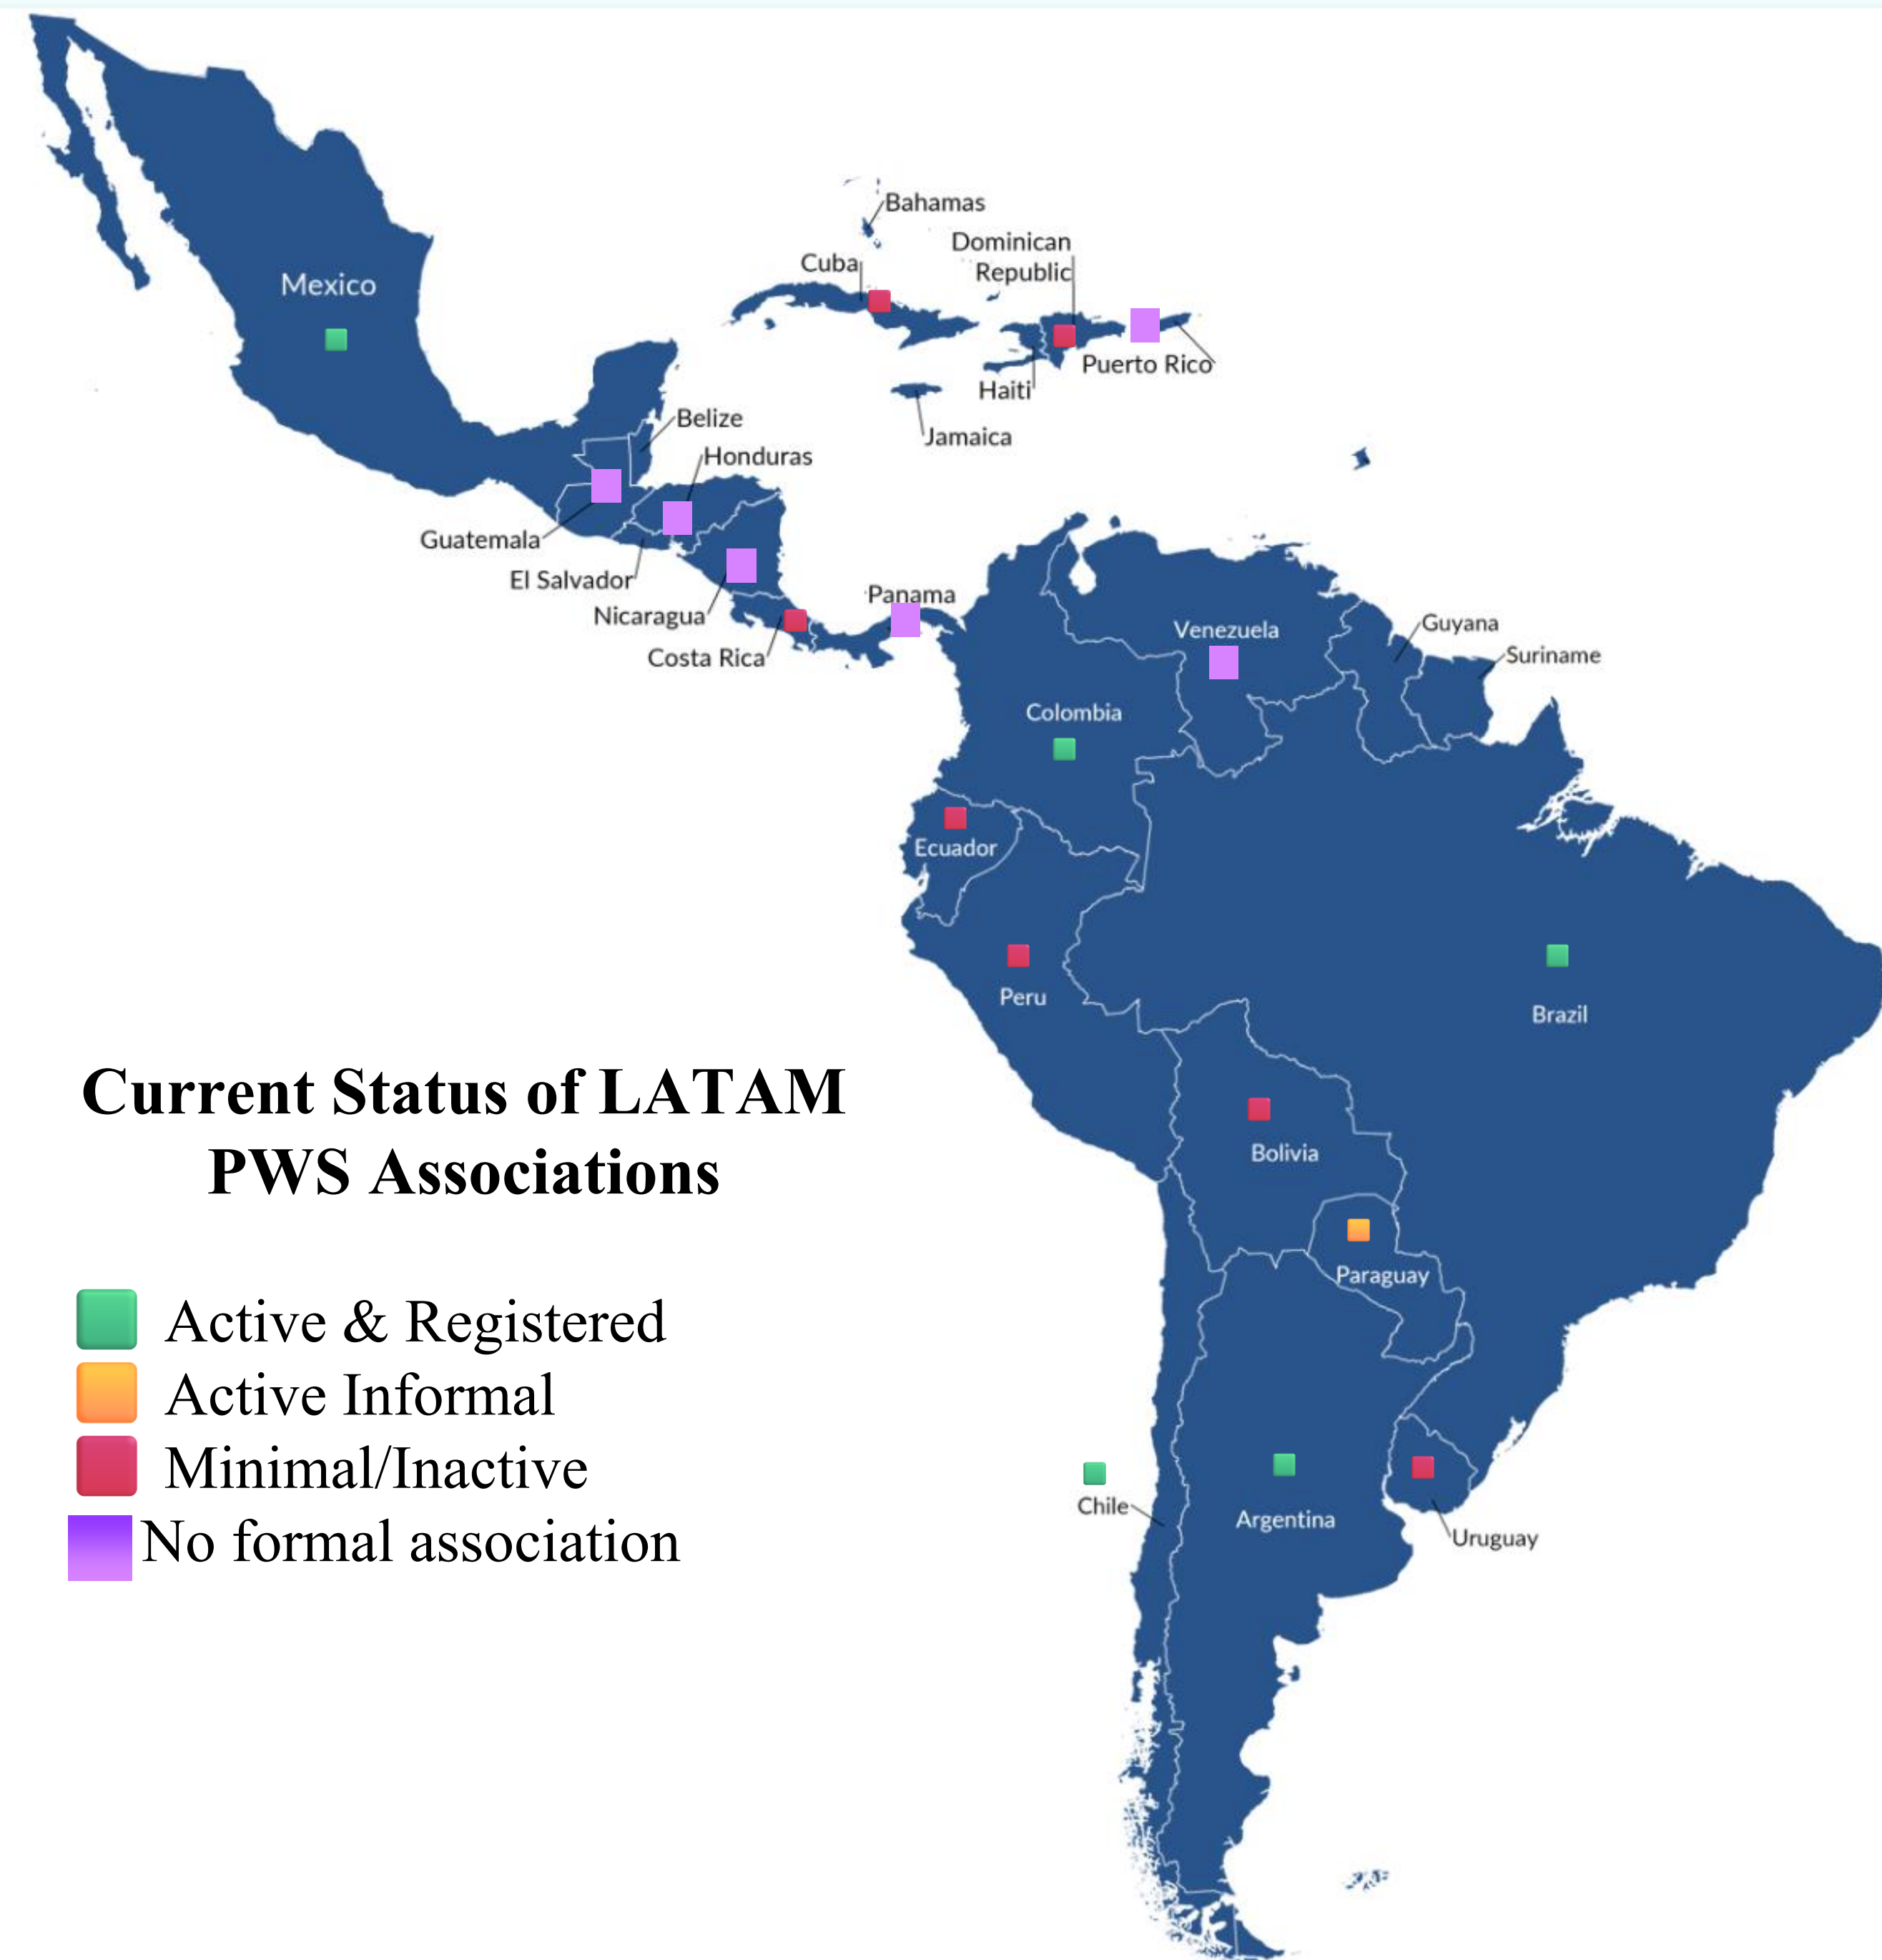 Bahamas
Dominican
Republic
Cuba
Mexico
Puerto Rico
Haiti
Belize
Jamaica
Honduras
Guatemala
El Salvador
Panama
Nicaragua
Guyana
Venezuela
Costa Rica
Suriname
Colombia
Ecuador
Peru
Brazil
Current Status of LATAM
PWS Associations
Bolivia
Paraguay
Active & Registered
Active Informal
Minimal/Inactive
Chile
Argentina
Uruguay
No formal association